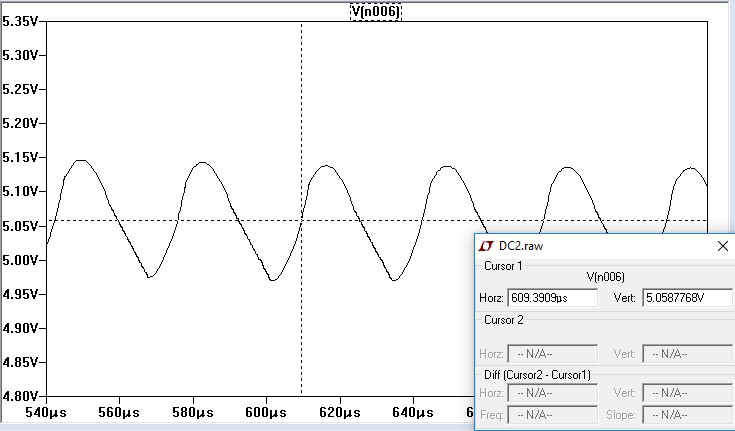 V(n006)
5.35V
5.30V
5.25V
5.20V
5.15V
5.10V
5.05V
5.00V
4.95V
4.90V
4.85V
4.80V
540µs 560µs 580µs 600µs 620µs 640µs
DC2.raw
Cursor 1
V(n006)
Horz: 609.3909µs Vert: 5.0587768V
Cursor 2
Horz: -- N/A-- Vert: -- N/A--
Diff (Cursor2 - Cursor1)
Horz: -- N/A-- Vert: -- N/A--
Freq: -- N/A-- Slope: -- N/A--